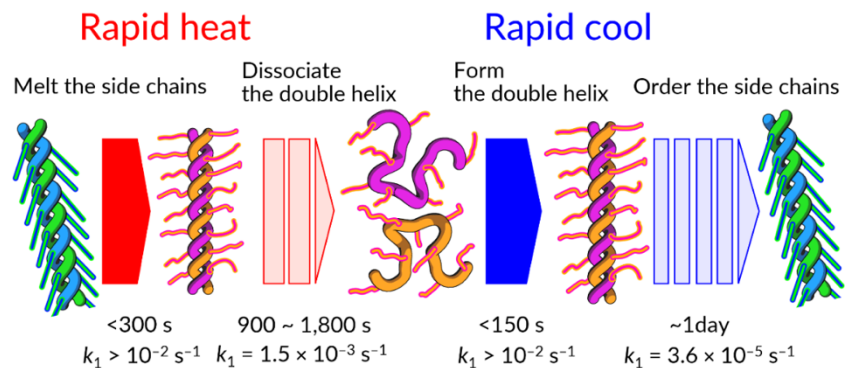 Rapid heat
Rapid cool
Melt the side chains
Dissociate
the double helix
Form
the double helix
Order the side chains
<300 s
900 ~ 1,800 s
<150 s
~1day
k₁ > 10⁻² s⁻¹
k₁ = 1.5 × 10⁻³ s⁻¹
k₁ > 10⁻² s⁻¹
k₁ = 3.6 × 10⁻⁵ s⁻¹